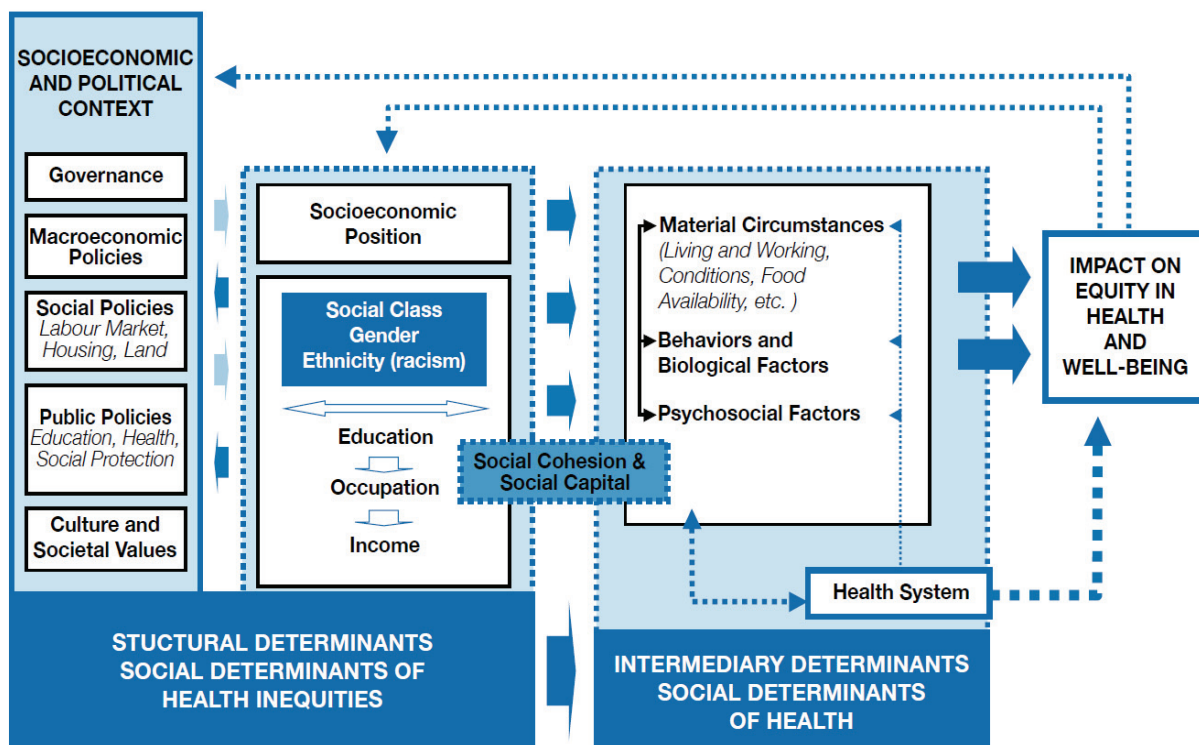 SOCIOECONOMIC
AND POLITICAL
CONTEXT
Governance
Macroeconomic
Policies
Social Policies
Labour Market,
Housing, Land
Public Policies
Education, Health,
Social Protection
Culture and
Societal Values
Socioeconomic
Position
Social Class
Gender
Ethnicity (racism)
Education
Occupation
Income
Social Cohesion &
Social Capital
Material Circumstances
(Living and Working,
Conditions, Food
Availability, etc. )
Behaviors and
Biological Factors
Psychosocial Factors
Health System
IMPACT ON
EQUITY IN
HEALTH
AND
WELL-BEING
STUCTURAL DETERMINANTS
SOCIAL DETERMINANTS OF
HEALTH INEQUITIES
INTERMEDIARY DETERMINANTS
SOCIAL DETERMINANTS
OF HEALTH